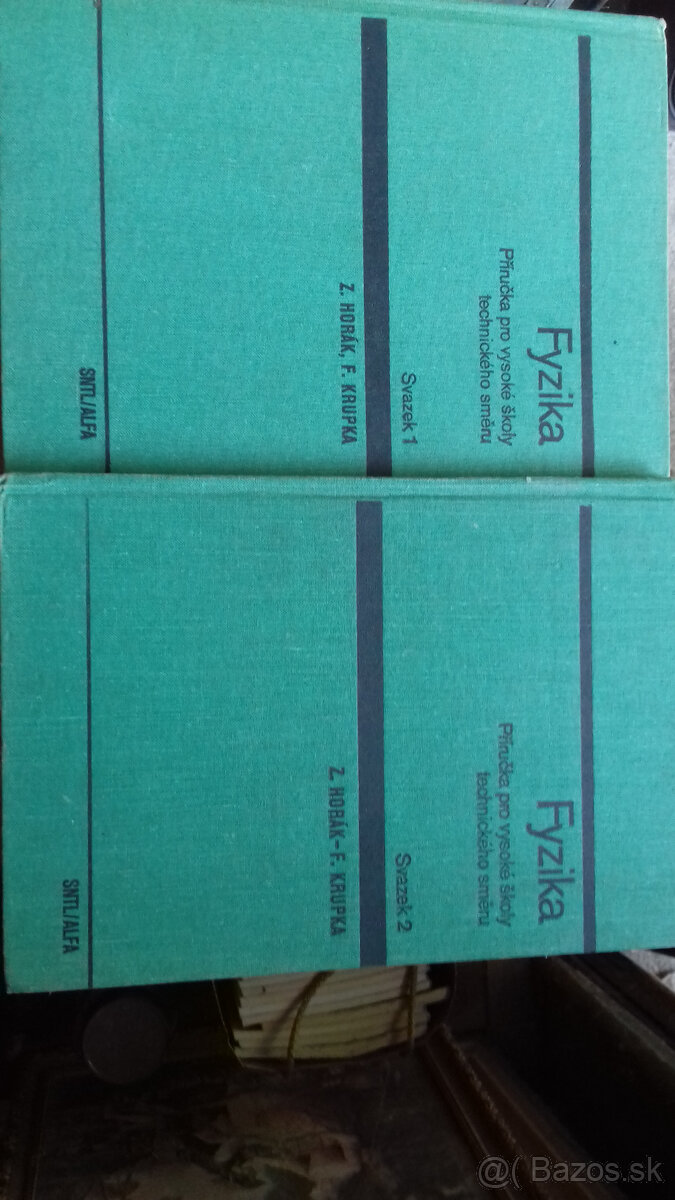 Fyzika
Příručka pro vysoké školy
technického směru
Svazek 1
Z. HORÁK, F. KRUPKA
SNTL/ALFA
Fyzika
Příručka pro vysoké školy
technického směru
Svazek 2
Z. HORÁK-F. KRUPKA
SNTL/ALFA
@( Bazos.sk